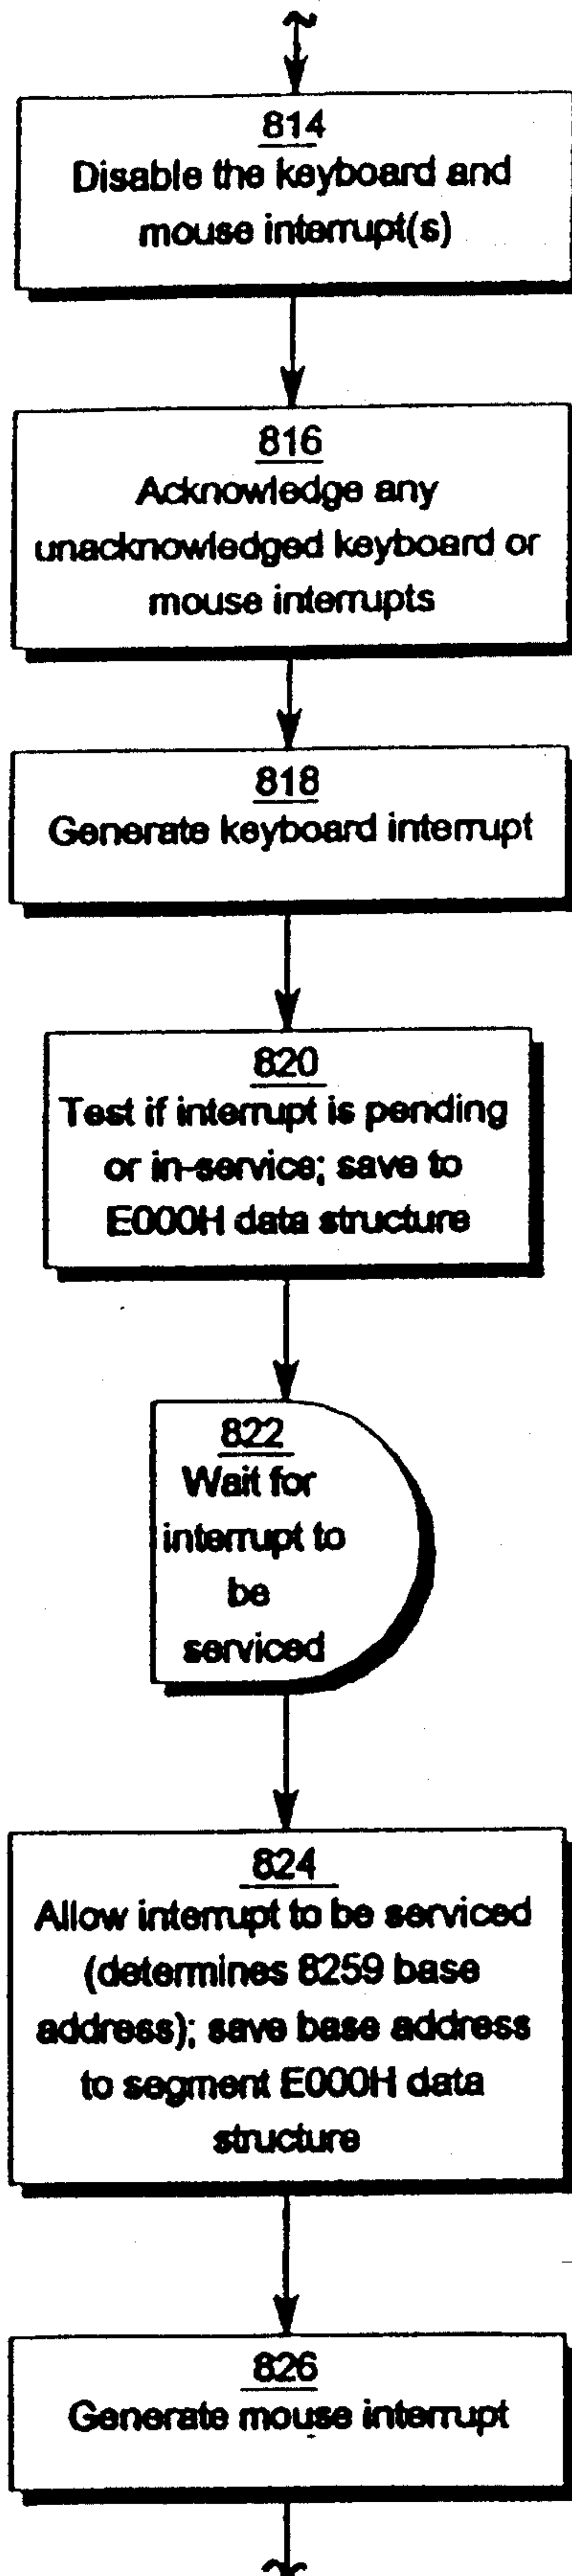 814
Disable the keyboard and
mouse interrupt(s)
816
Acknowledge any
unacknowledged keyboard or
mouse interrupts
818
Generate keyboard interrupt
820
Test if interrupt is pending
or in-service; save to
E000H data structure
822
Wait for
interrupt to
be
serviced
824
Allow interrupt to be serviced
(determines 8259 base
address); save base address
to segment E000H data
structure
826
Generate mouse interrupt